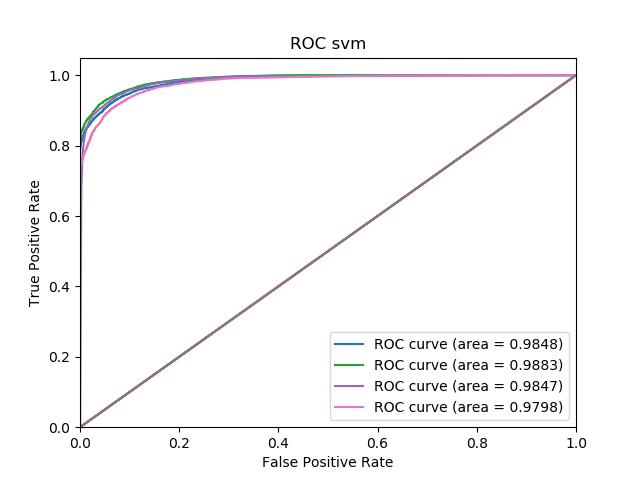 ROC svm
1.0
0.8
0.6
0.4
0.2
0.0
True Positive Rate
ROC curve (area = 0.9848)
ROC curve (area = 0.9883)
ROC curve (area = 0.9847)
ROC curve (area = 0.9798)
0.0 0.2 0.4 0.6 0.8 1.0
False Positive Rate